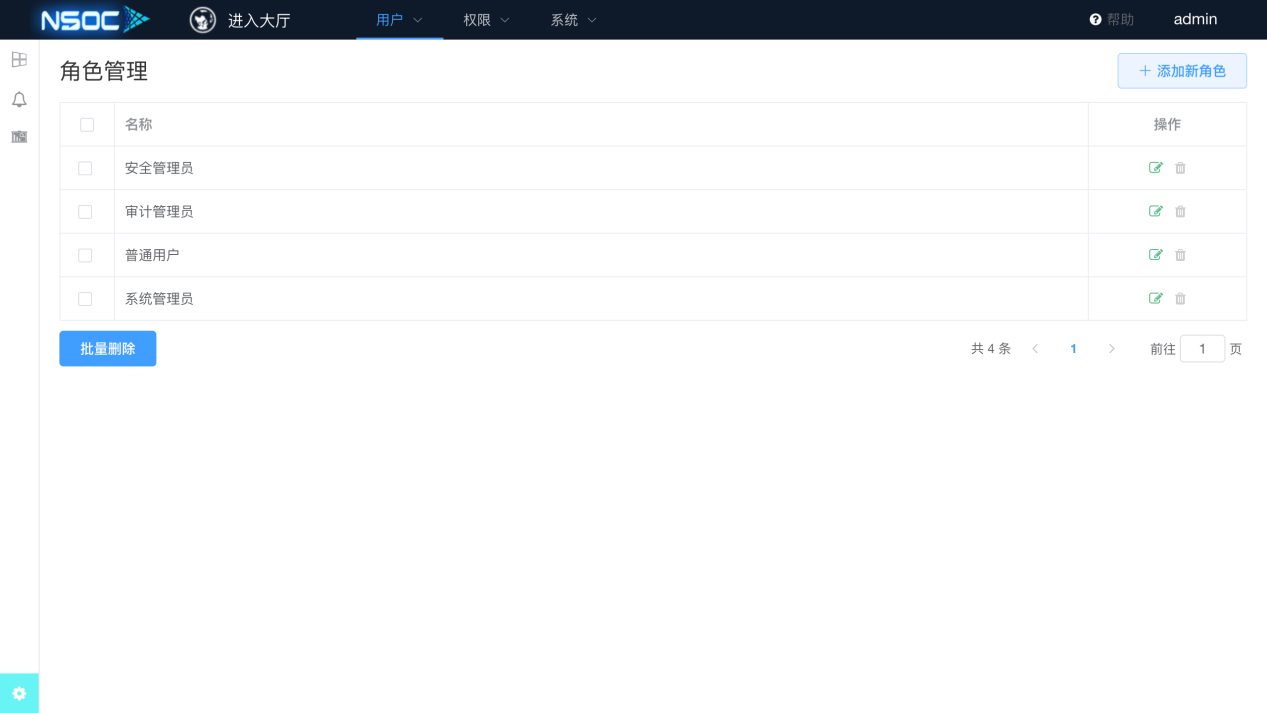 NSOC 进入大厅 用户 权限 系统 帮助 admin
角色管理 添加新角色
名称 操作
安全管理员
审计管理员
普通用户
系统管理员
批量删除 共 4 条 1 前往 1 页